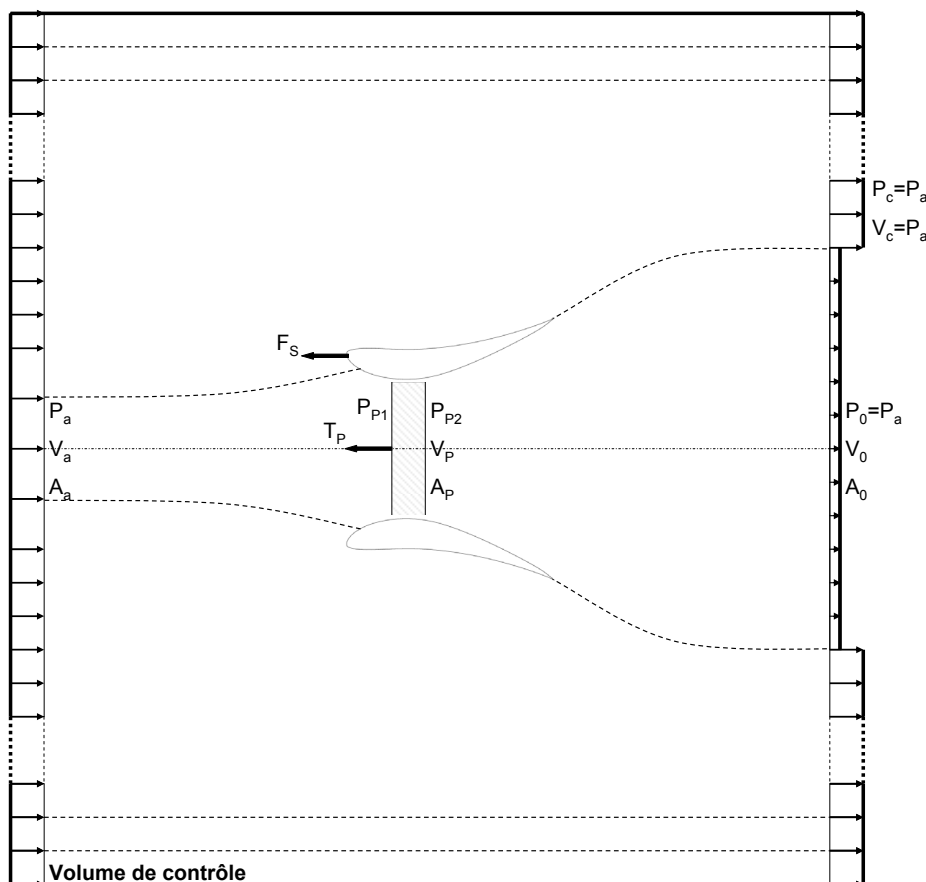 P_c=P_a
V_c=P_a
F_S
P_a
P_P1
P_P2
P_0=P_a
T_P
V_a
V_P
V_0
A_a
A_P
A_0
Volume de contrôle